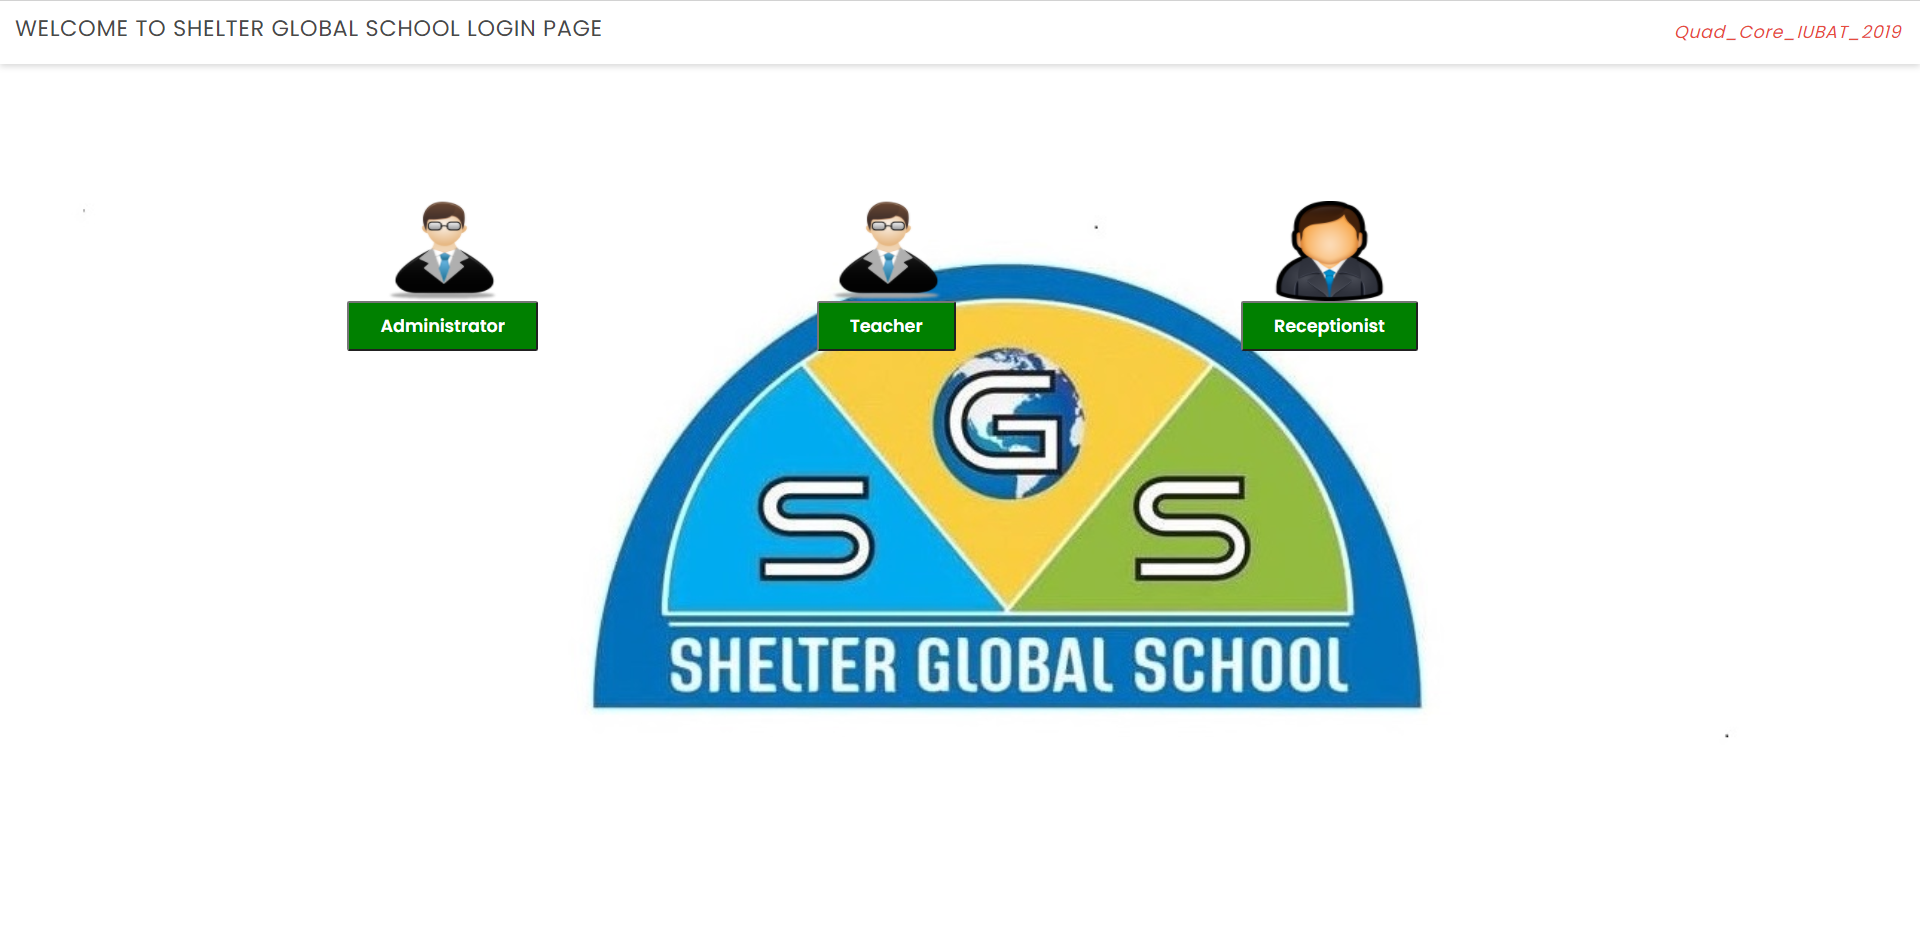 WELCOME TO SHELTER GLOBAL SCHOOL LOGIN PAGE
Quad_Core_IUBAT_2019
Administrator
Teacher
Receptionist
G
S S
SHELTER GLOBAL SCHOOL